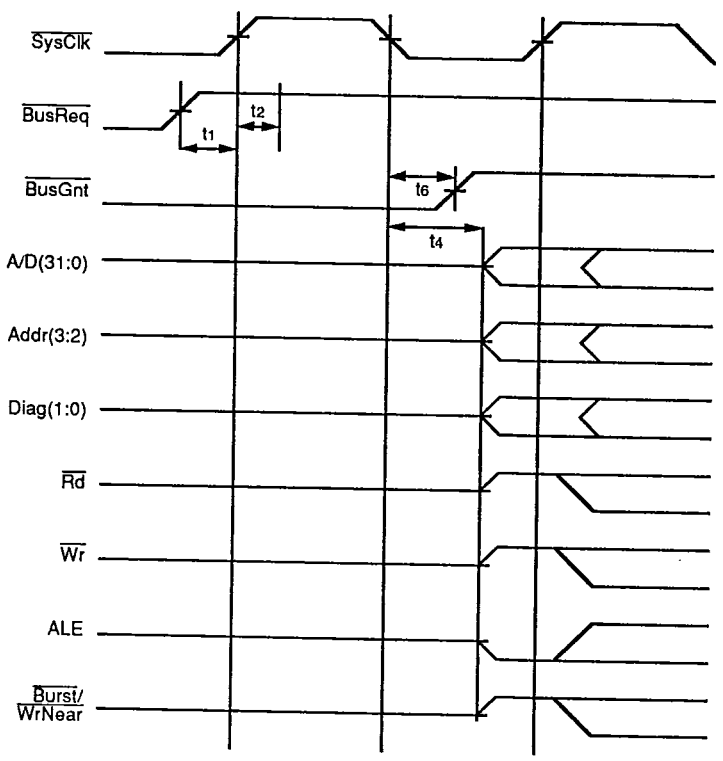 SysClk
BusReq
t1
t2
BusGnt
t6
t4
A/D(31:0)
Addr(3:2)
Diag(1:0)
Rd
Wr
ALE
Burst/
WrNear